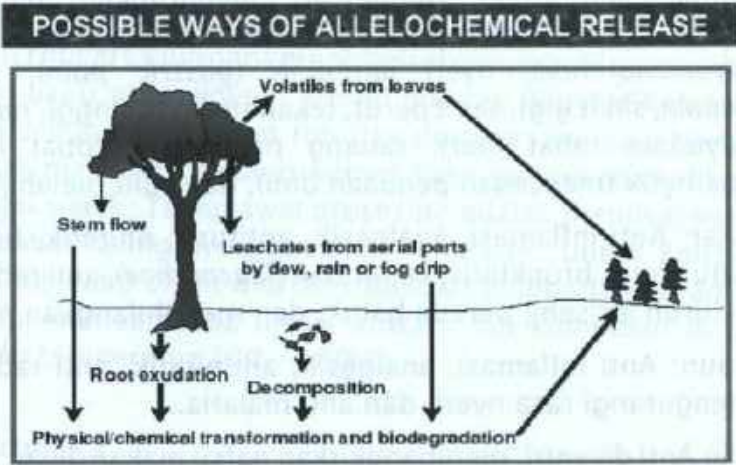 POSSIBLE WAYS OF ALLELOCHEMICAL RELEASE
Volatiles from leaves
Stem flow
Leachates from aerial parts
by dew, rain or fog drip
Root exudation
Decomposition
Physical/chemical transformation and biodegradation